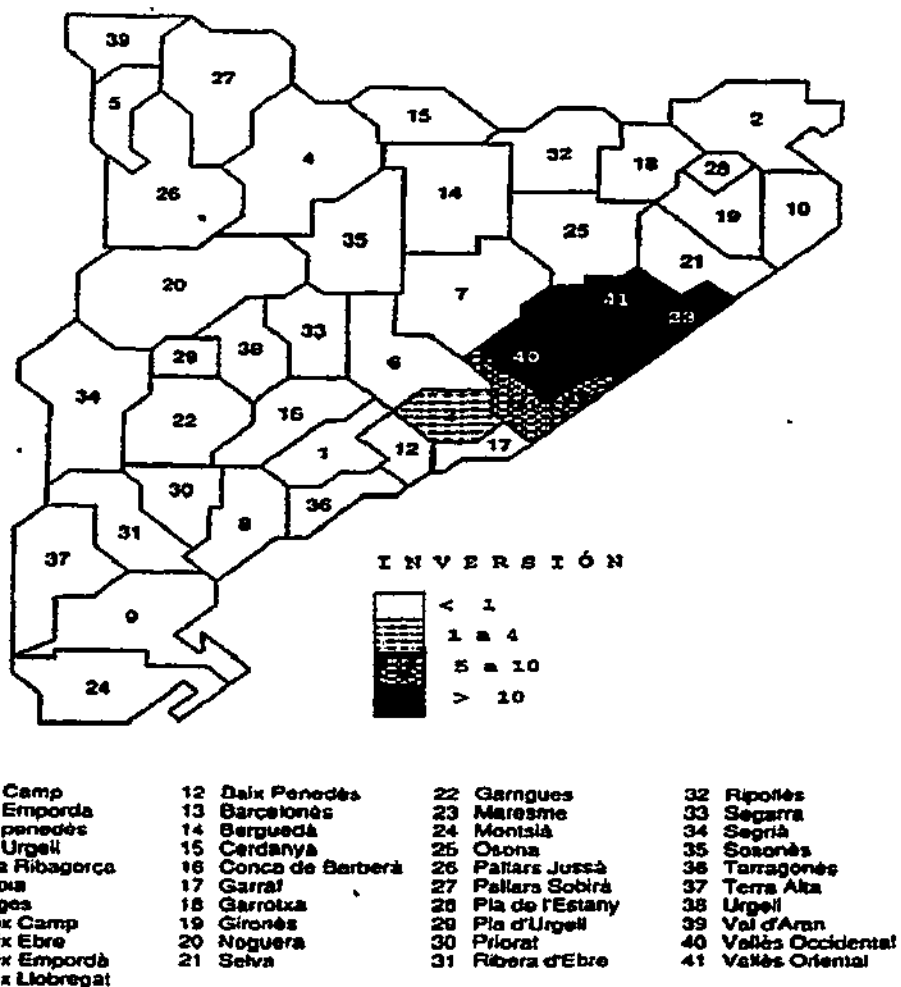 39
27
5
15
2
4
32
18
28
26
14
19
10
35
25
21
20
7
41
33
38
29
40
6
34
22
16
3
17
12
1
30
36
8
31
37
9
24
INVERSIÓN
< 1
1 a 4
5 a 10
> 10
Camp
Emporda
penedès
Urgell
a Ribagorça
oia
ges
x Camp
x Ebre
x Empordà
x Llobregat
12 Baix Penedès
13 Barcelonès
14 Berguedà
15 Cerdanya
16 Conca de Berberà
17 Garraf
18 Garrotxa
19 Gironès
20 Noguera
21 Selva
22 Garrigues
23 Maresme
24 Montsià
25 Osona
26 Pallars Jussà
27 Pallars Sobirà
28 Pla de l'Estany
29 Pla d'Urgell
30 Priorat
31 Ribera d'Ebre
32 Ripollès
33 Segarra
34 Segrià
35 Solsonès
36 Tarragonès
37 Terra Alta
38 Urgell
39 Val d'Aran
40 Vallès Occidental
41 Vallès Oriental